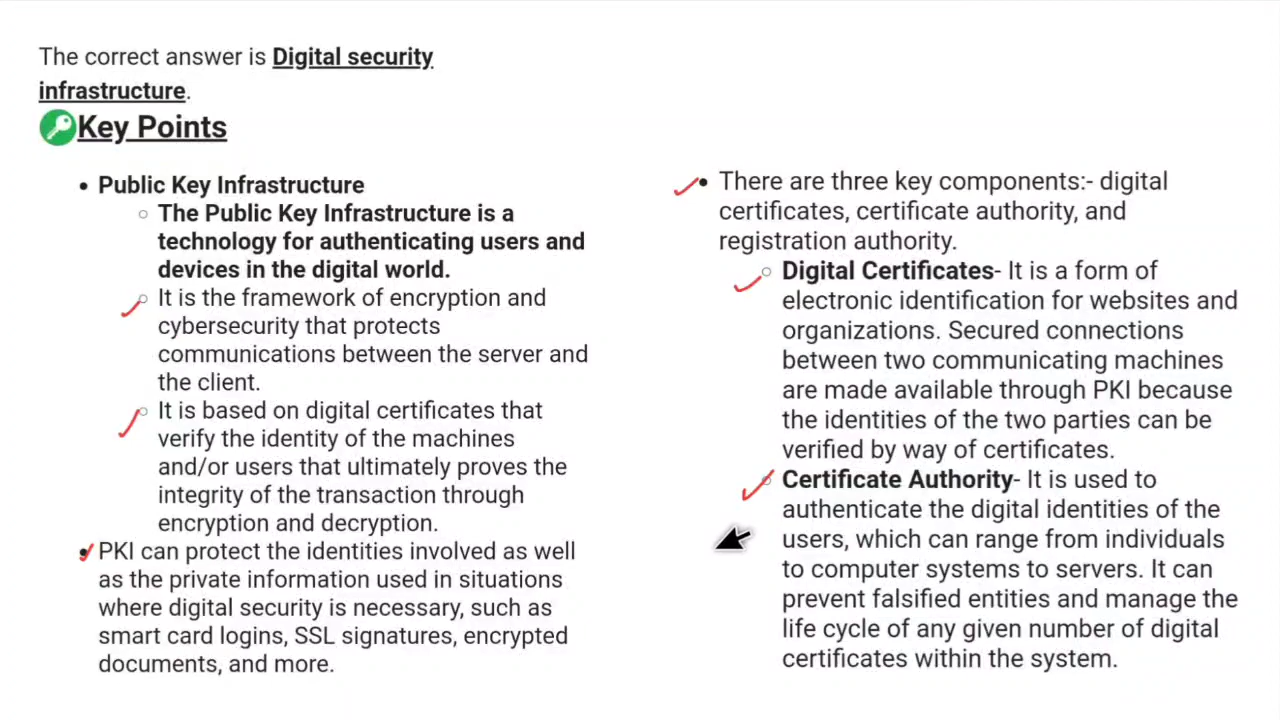 The correct answer is Digital security
infrastructure.
Key Points
• Public Key Infrastructure
○ The Public Key Infrastructure is a
technology for authenticating users and
devices in the digital world.
○ It is the framework of encryption and
cybersecurity that protects
communications between the server and
the client.
○ It is based on digital certificates that
verify the identity of the machines
and/or users that ultimately proves the
integrity of the transaction through
encryption and decryption.
• PKI can protect the identities involved as well
as the private information used in situations
where digital security is necessary, such as
smart card logins, SSL signatures, encrypted
documents, and more.
• There are three key components:- digital
certificates, certificate authority, and
registration authority.
○ Digital Certificates- It is a form of
electronic identification for websites and
organizations. Secured connections
between two communicating machines
are made available through PKI because
the identities of the two parties can be
verified by way of certificates.
○ Certificate Authority- It is used to
authenticate the digital identities of the
users, which can range from individuals
to computer systems to servers. It can
prevent falsified entities and manage the
life cycle of any given number of digital
certificates within the system.